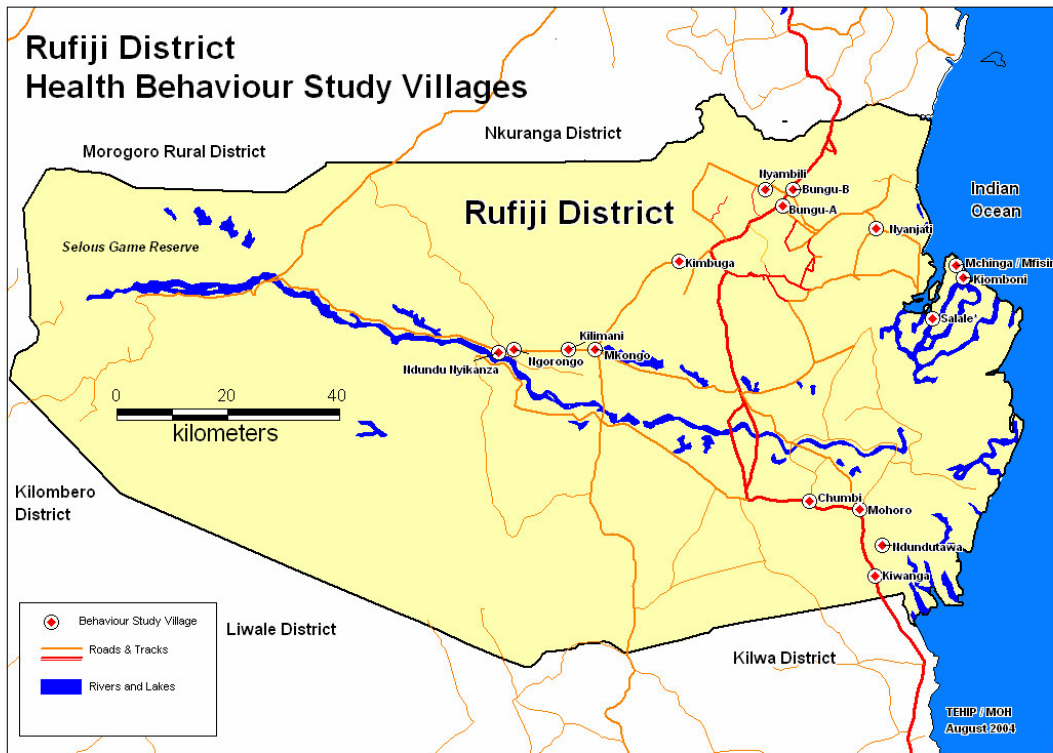 Rufiji District
Health Behaviour Study Villages
Nkuranga District
Morogoro Rural District
Nyambili
Bungu-B
Indian
Ocean
Bungu-A
Rufiji District
Nyanjati
Selous Game Reserve
Kimbuga
Mchinga / Mfisin
Kiomboni
Salale'
Kilimani
Ngorongo
Mkongo
Ndundu Nyikanza
0 20 40
kilometers
Kilombero
District
Chumbi
Mohoro
Ndundutawa
Kiwanga
Behaviour Study Village
Liwale District
Roads & Tracks
Kilwa District
Rivers and Lakes
TEHIP / MOH
August 2004